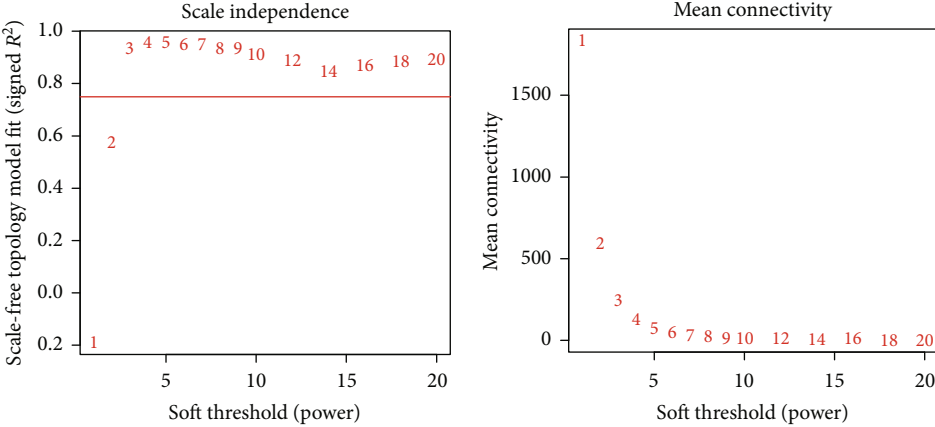 Scale independence
Scale-free topology model fit (signed R²)
1.0
0.8
0.6
0.4
0.2
0.0
0.2
1
2
3 4 5 6 7 8 9 10 12 14 16 18 20
5 10 15 20
Soft threshold (power)
Mean connectivity
Mean connectivity
1500
1000
500
0
1
2
3
4 5 6 7 8 9 10 12 14 16 18 20
5 10 15 20
Soft threshold (power)